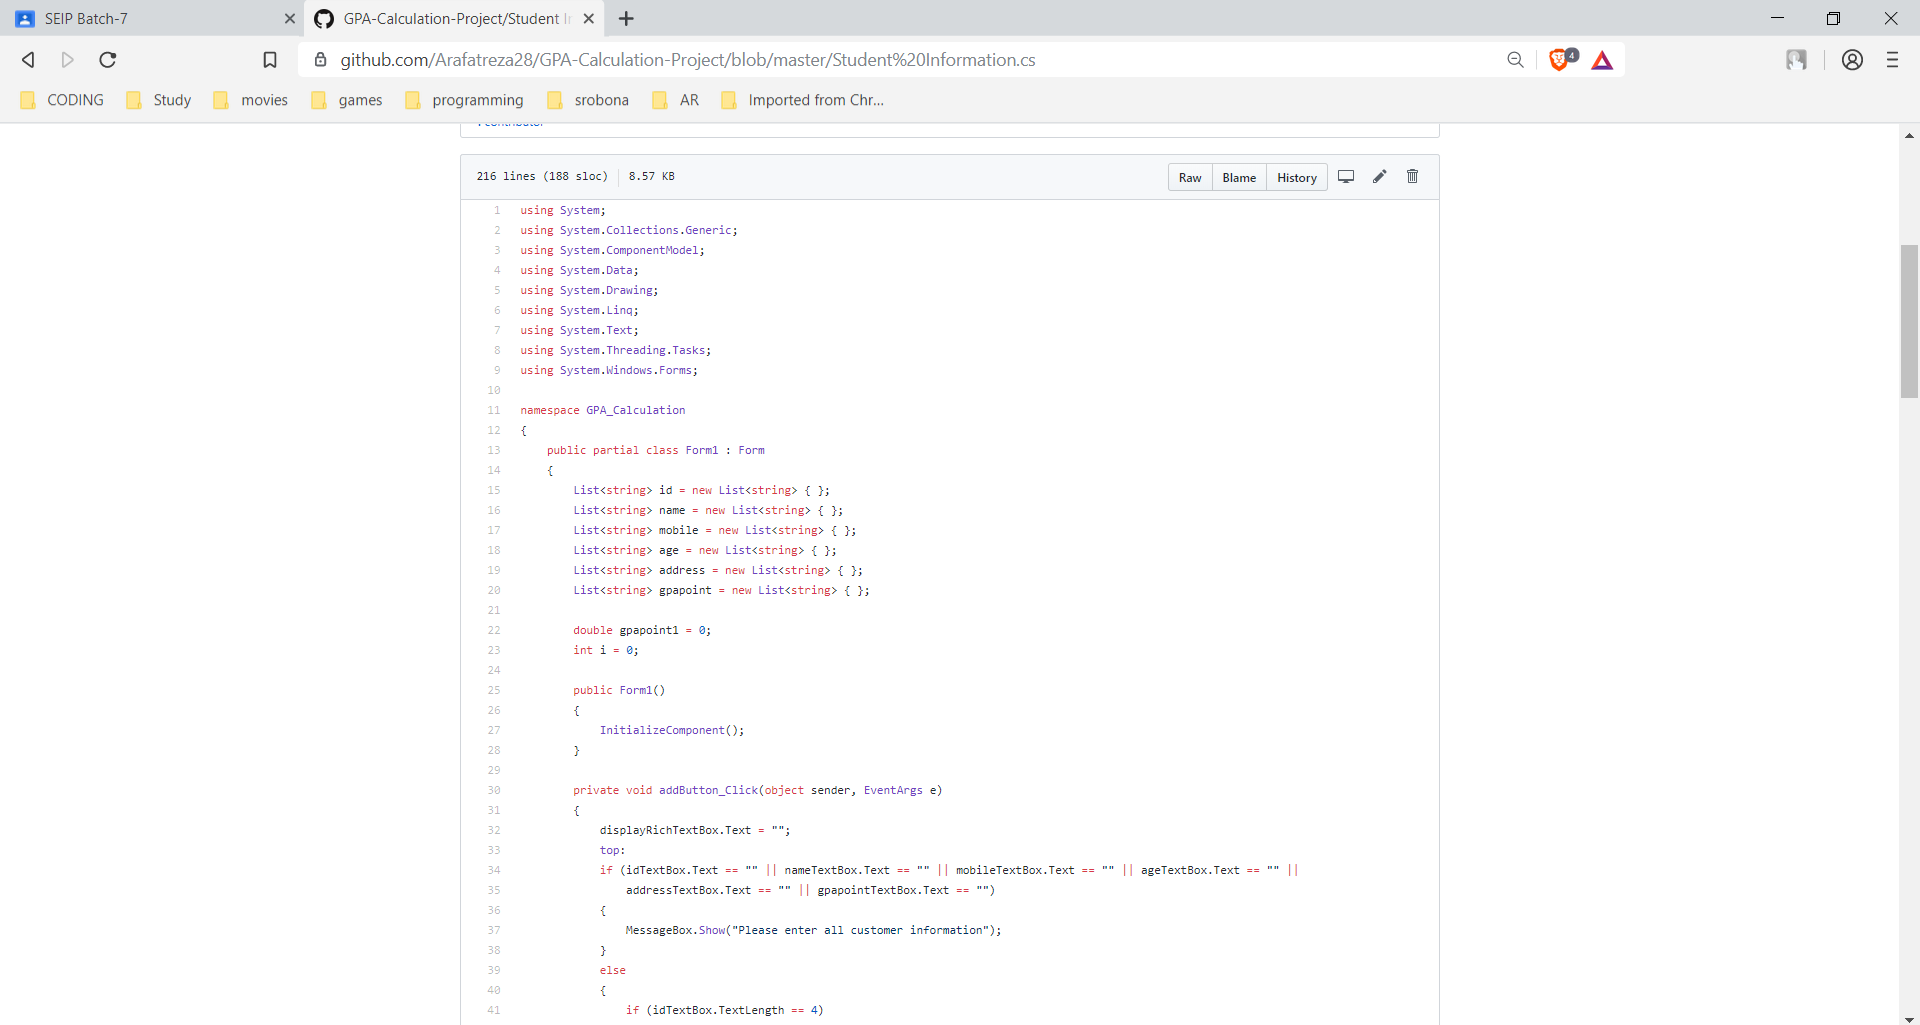 SEIP Batch-7
GPA-Calculation-Project/Student In
github.com/Arafatreza28/GPA-Calculation-Project/blob/master/Student%20Information.cs
4
CODING Study movies games programming srobona AR Imported from Chr...
contributor
216 lines (188 sloc) 8.57 KB
Raw Blame History
1 using System;
2 using System.Collections.Generic;
3 using System.ComponentModel;
4 using System.Data;
5 using System.Drawing;
6 using System.Linq;
7 using System.Text;
8 using System.Threading.Tasks;
9 using System.Windows.Forms;
10
11 namespace GPA_Calculation
12 {
13 public partial class Form1 : Form
14 {
15 List<string> id = new List<string> { };
16 List<string> name = new List<string> { };
17 List<string> mobile = new List<string> { };
18 List<string> age = new List<string> { };
19 List<string> address = new List<string> { };
20 List<string> gpapoint = new List<string> { };
21
22 double gpapoint1 = 0;
23 int i = 0;
24
25 public Form1()
26 {
27 InitializeComponent();
28 }
29
30 private void addButton_Click(object sender, EventArgs e)
31 {
32 displayRichTextBox.Text = "";
33 top:
34 if (idTextBox.Text == "" || nameTextBox.Text == "" || mobileTextBox.Text == "" || ageTextBox.Text == "" ||
35 addressTextBox.Text == "" || gpapointTextBox.Text == "")
36 {
37 MessageBox.Show("Please enter all customer information");
38 }
39 else
40 {
41 if (idTextBox.TextLength == 4)